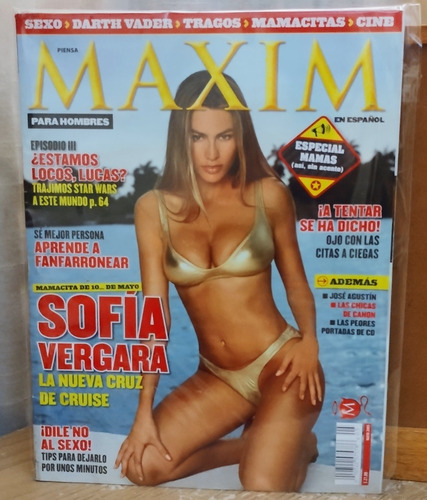 SEXO • DARTH VADER • TRAGOS • MAMACITAS • CINE
PIENSA
MAXIM
PARA HOMBRES
EN ESPAÑOL
EPISODIO III
¿ESTAMOS
LOCOS, LUCAS?
TRAJIMOS STAR WARS
A ESTE MUNDO p. 64
ESPECIAL
MAMAS
(así, sin acento)
SÉ MEJOR PERSONA
APRENDE A
FANFARRONEAR
¡A TENTAR
SE HA DICHO!
OJO CON LAS
CITAS A CIEGAS
MAMACITA DE 10... DE MAYO
SOFÍA
VERGARA
LA NUEVA CRUZ
DE CRUISE
ADEMÁS
JOSÉ AGUSTÍN
LAS CHICAS
DE CANON
LAS PEORES
PORTADAS DE CD
¡DILE NO
AL SEXO!
TIPS PARA DEJARLO
POR UNOS MINUTOS
M